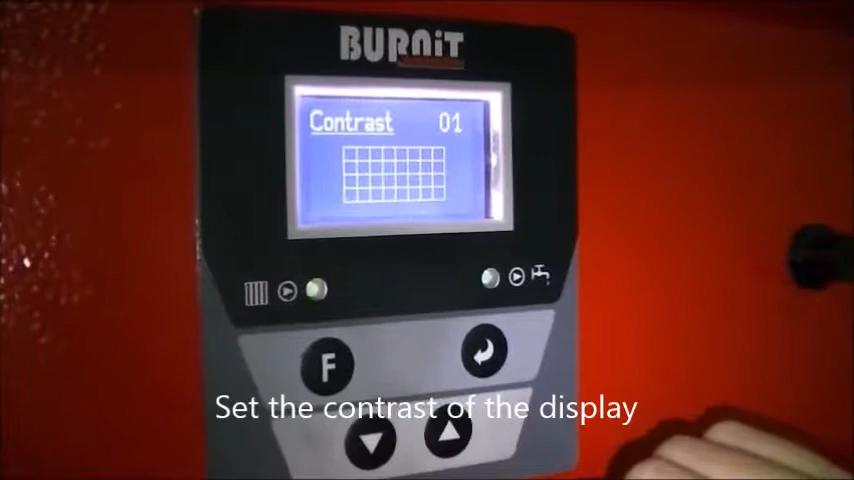 BURNiT
Contrast 01
F
Set the contrast of the display